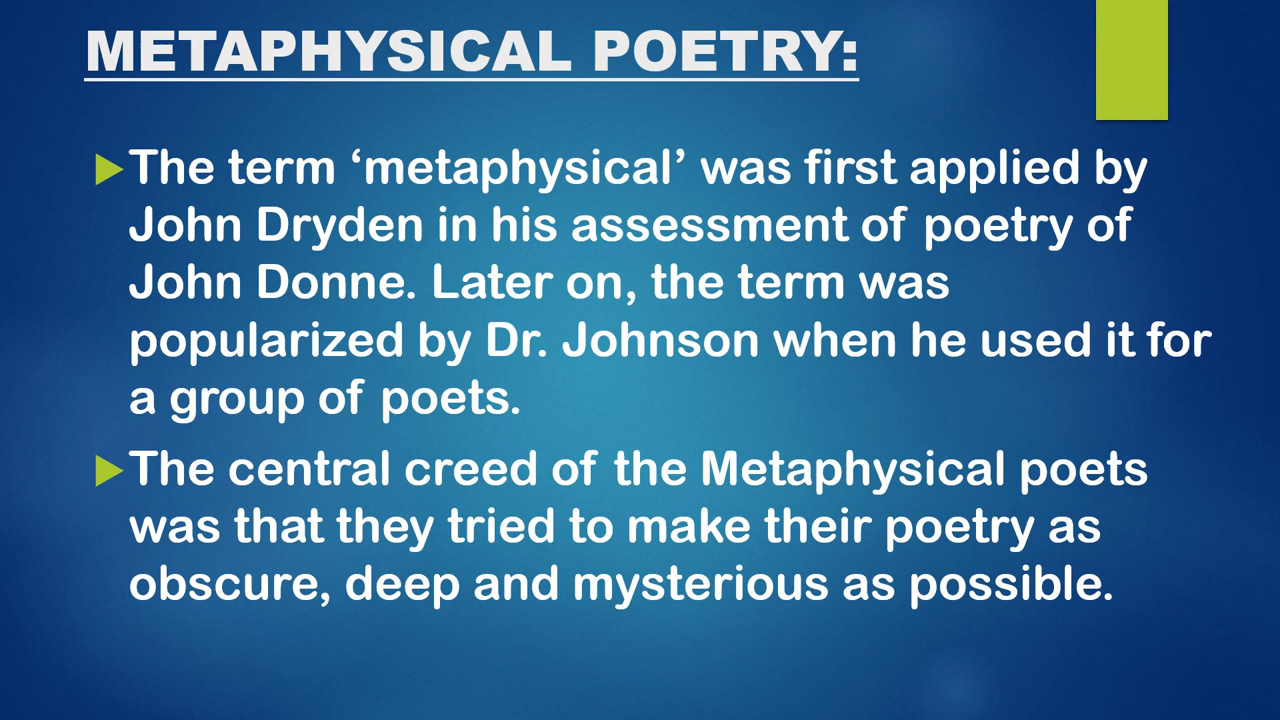 METAPHYSICAL POETRY:
The term ‘metaphysical’ was first applied by
John Dryden in his assessment of poetry of
John Donne. Later on, the term was
popularized by Dr. Johnson when he used it for
a group of poets.
The central creed of the Metaphysical poets
was that they tried to make their poetry as
obscure, deep and mysterious as possible.